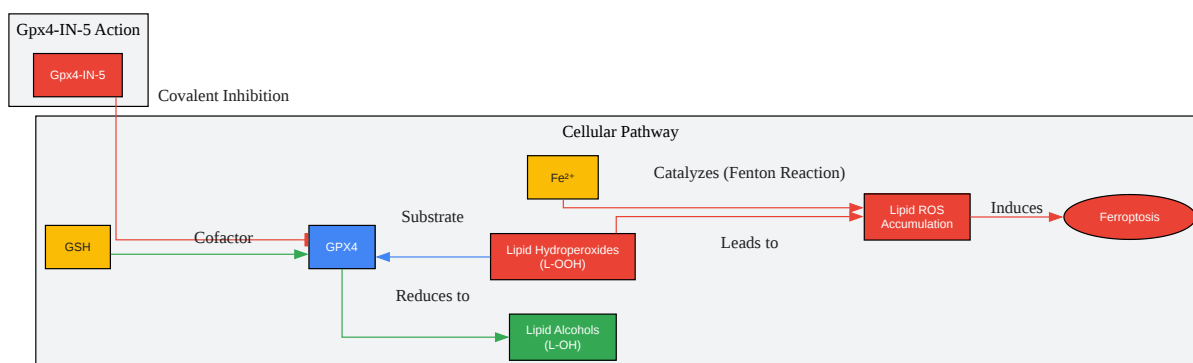 Gpx4-IN-5 Action
Gpx4-IN-5
Covalent Inhibition
Cellular Pathway
Fe²⁺
Catalyzes (Fenton Reaction)
Lipid ROS
Accumulation
Induces
Ferroptosis
GSH
Cofactor
GPX4
Substrate
Lipid Hydroperoxides
(L-OOH)
Leads to
Reduces to
Lipid Alcohols
(L-OH)